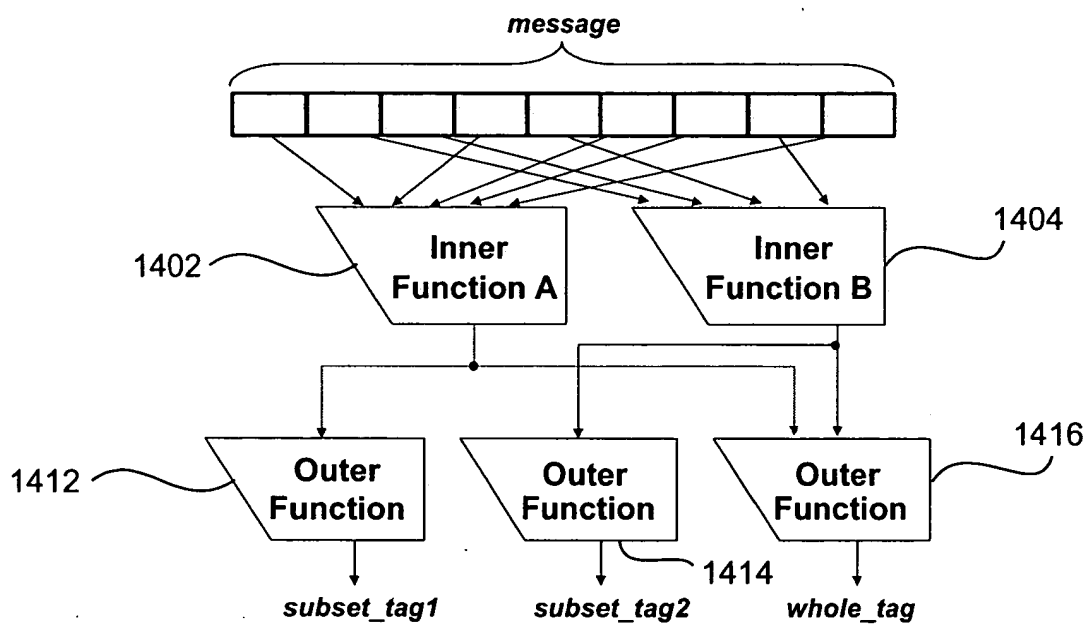 message
1402
Inner
Function A
Inner
Function B
1404
1412
Outer
Function
Outer
Function
Outer
Function
1416
1414
subset_tag1
subset_tag2
whole_tag